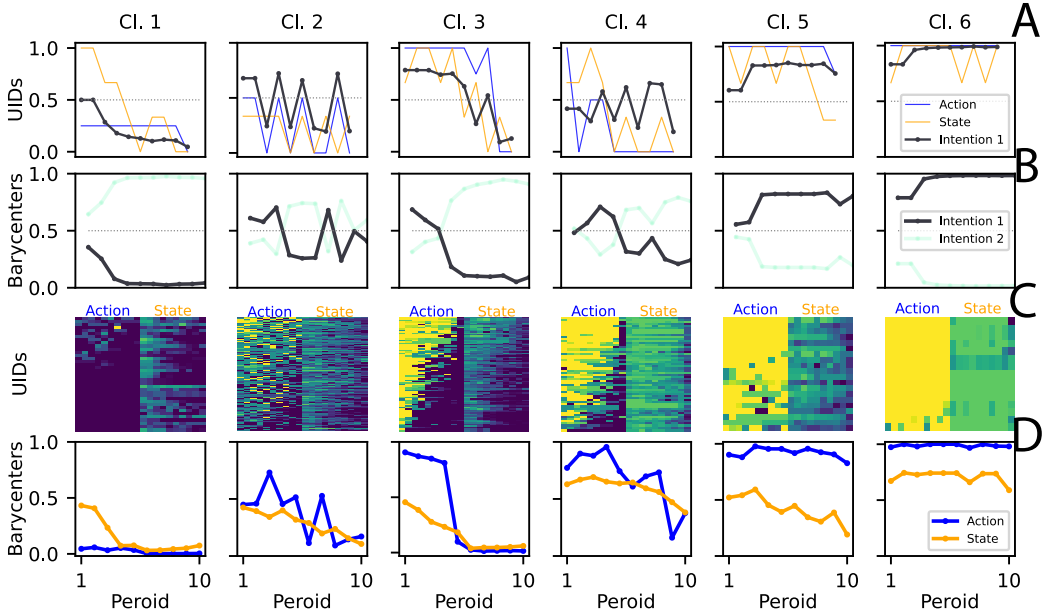 Cl. 1 Cl. 2 Cl. 3 Cl. 4 Cl. 5 Cl. 6 A
UIDs
1.0
0.5
0.0
Action
State
Intention 1
B
Barycenters
1.0
0.5
0.0
Intention 1
Intention 2
C
Action State Action State Action State Action State Action State Action State
UIDs
D
Barycenters
1.0
0.5
0.0
Action
State
1 10 1 10 1 10 1 10 1 10 1 10
Peroid Peroid Peroid Peroid Peroid Peroid